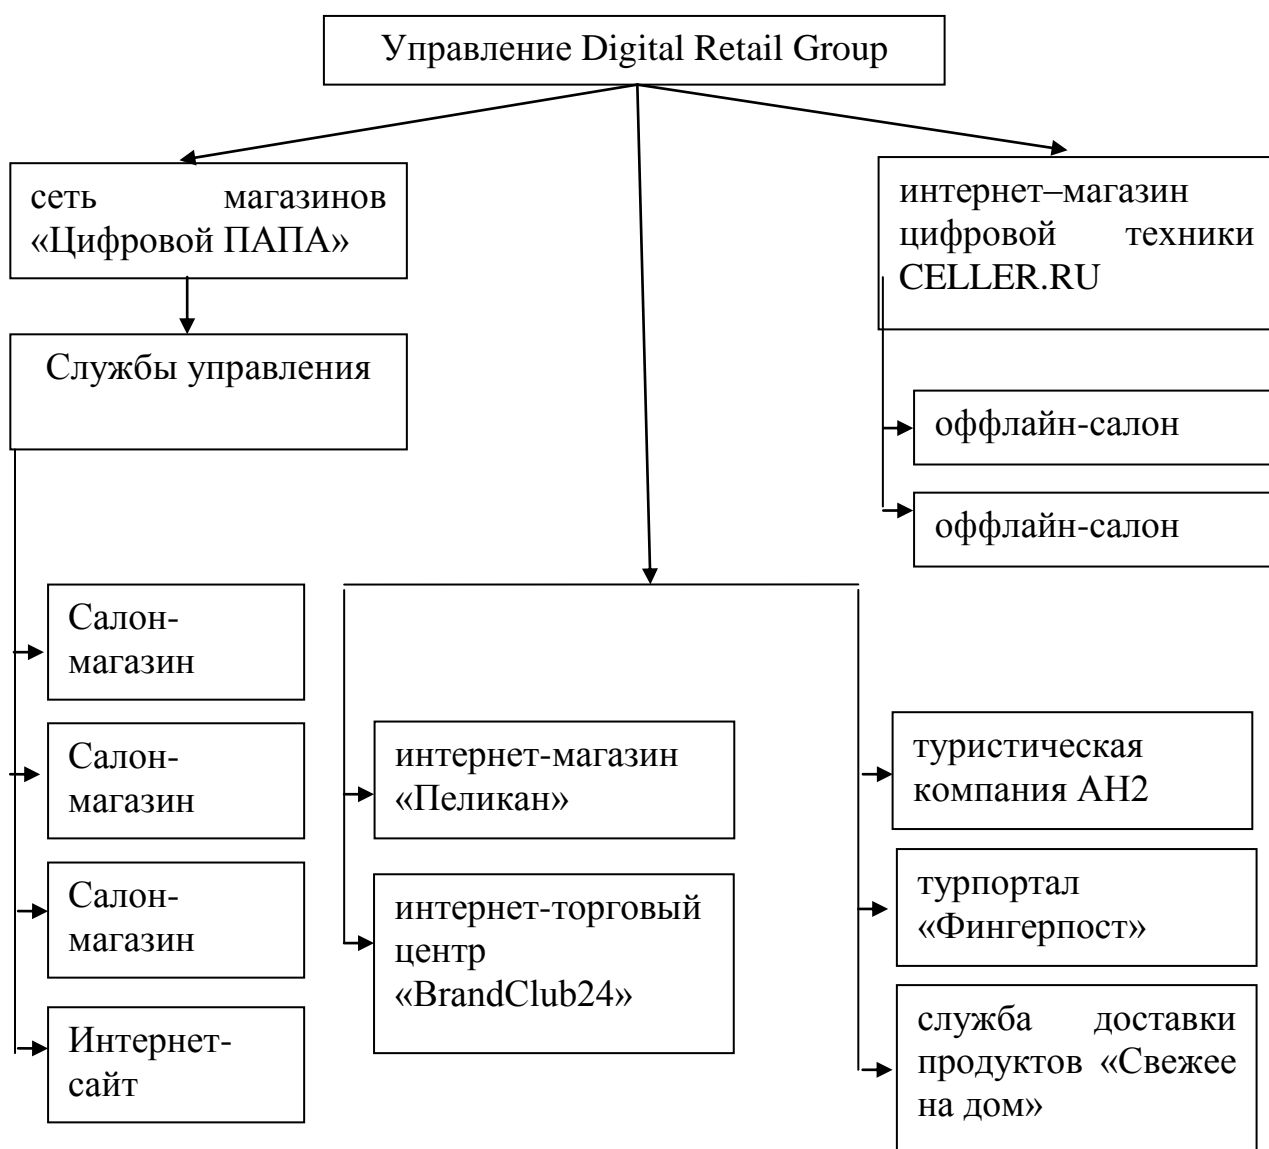 Управление Digital Retail Group
сеть магазинов
«Цифровой ПАПА»
интернет–магазин
цифровой техники
CELLER.RU
Службы управления
оффлайн-салон
оффлайн-салон
Салон-
магазин
Салон-
магазин
Салон-
магазин
Интернет-
сайт
интернет-магазин
«Пеликан»
интернет-торговый
центр
«BrandClub24»
туристическая
компания АН2
турпортал
«Фингерпост»
служба доставки
продуктов «Свежее
на дом»